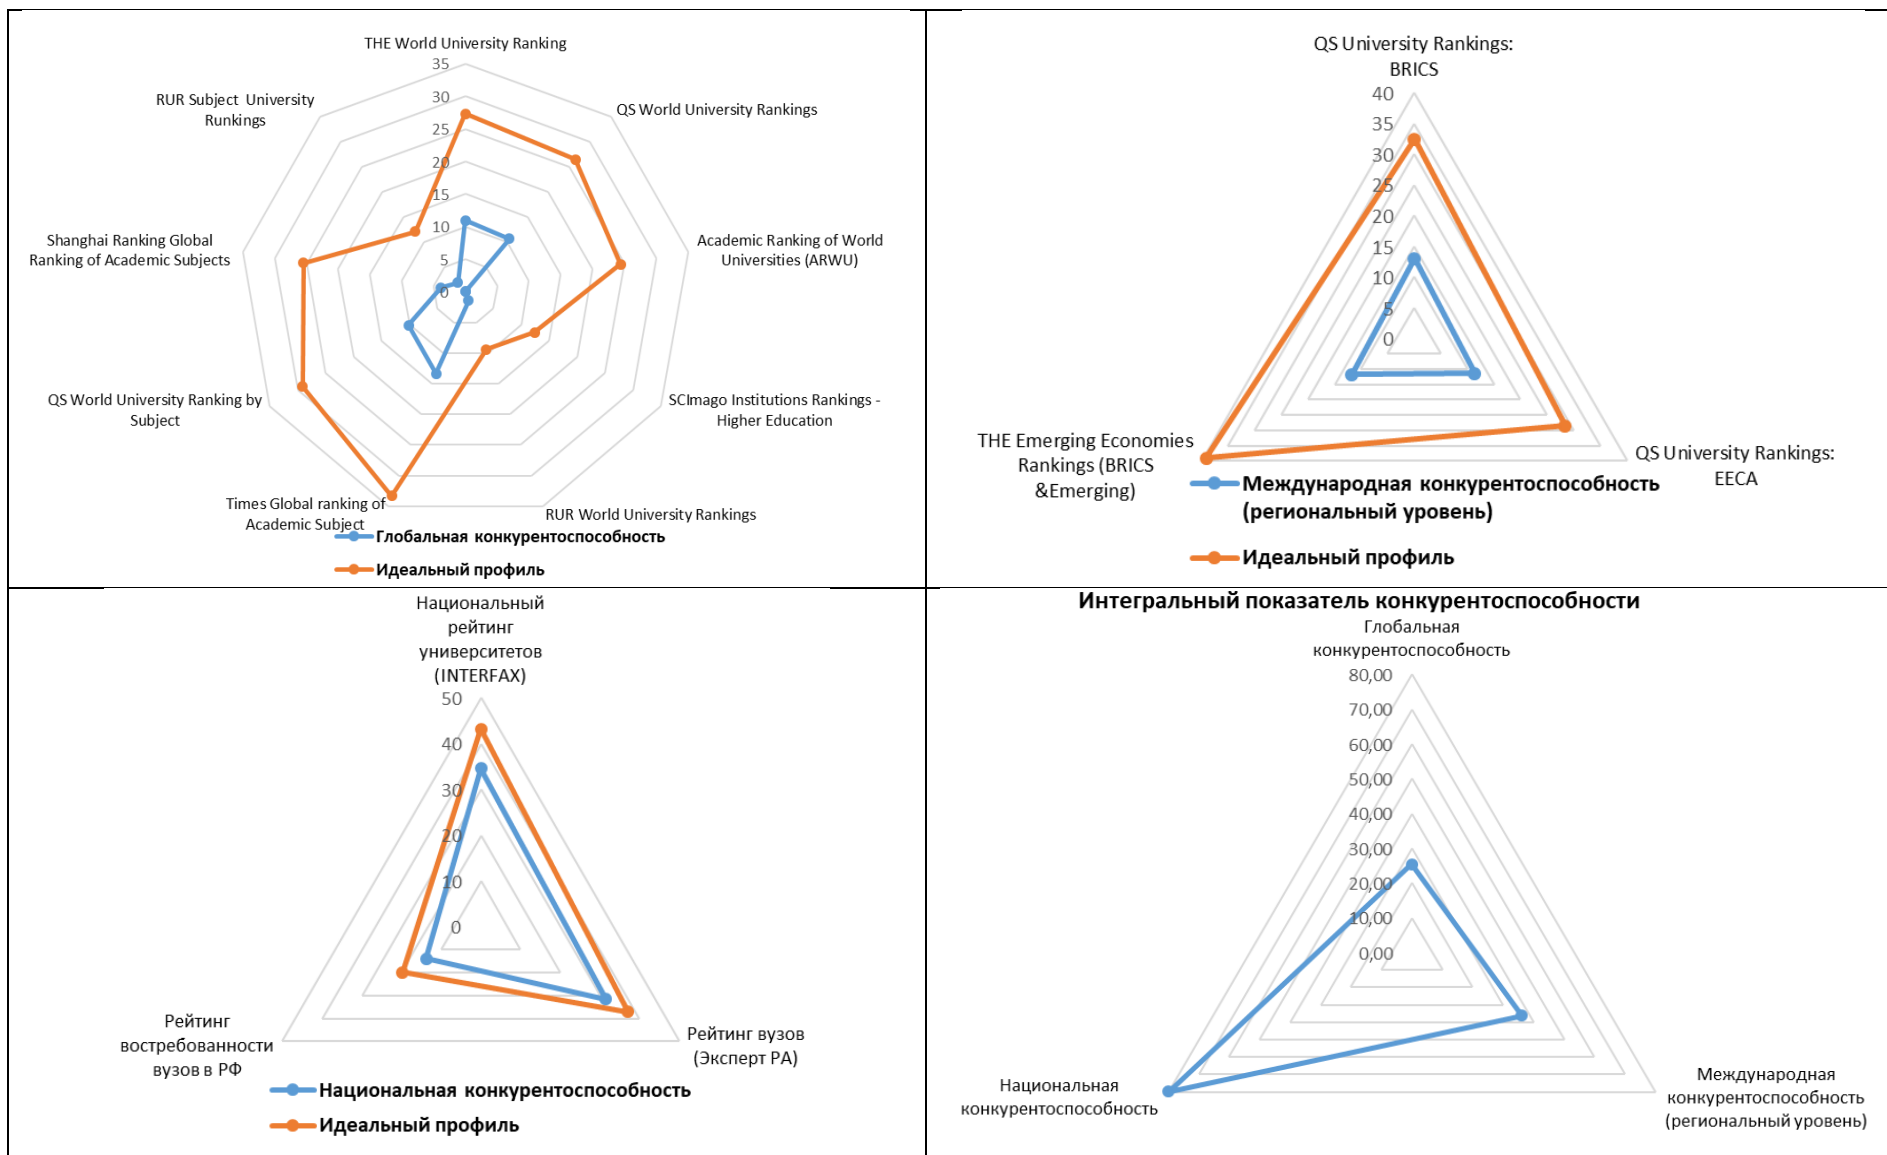 THE World University Ranking
35
30
25
20
15
10
5
0
QS World University Rankings
Academic Ranking of World
Universities (ARWU)
SCImago Institutions Rankings -
Higher Education
RUR World University Rankings
Times Global ranking of
Academic Subject
QS World University Ranking by
Subject
Shanghai Ranking Global
Ranking of Academic Subjects
RUR Subject University
Runkings
Глобальная конкурентоспособность
Идеальный профиль
QS University Rankings:
BRICS
40
35
30
25
20
15
10
5
0
QS University Rankings:
EECA
THE Emerging Economies
Rankings (BRICS
&Emerging)
Международная конкурентоспособность
(региональный уровень)
Идеальный профиль
Национальный
рейтинг
университетов
(INTERFAX)
50
40
30
20
10
0
Рейтинг вузов
(Эксперт РА)
Рейтинг
востребованности
вузов в РФ
Национальная конкурентоспособность
Идеальный профиль
Интегральный показатель конкурентоспособности
Глобальная
конкурентоспособность
80,00
70,00
60,00
50,00
40,00
30,00
20,00
10,00
0,00
Международная
конкурентоспособность
(региональный уровень)
Национальная
конкурентоспособность